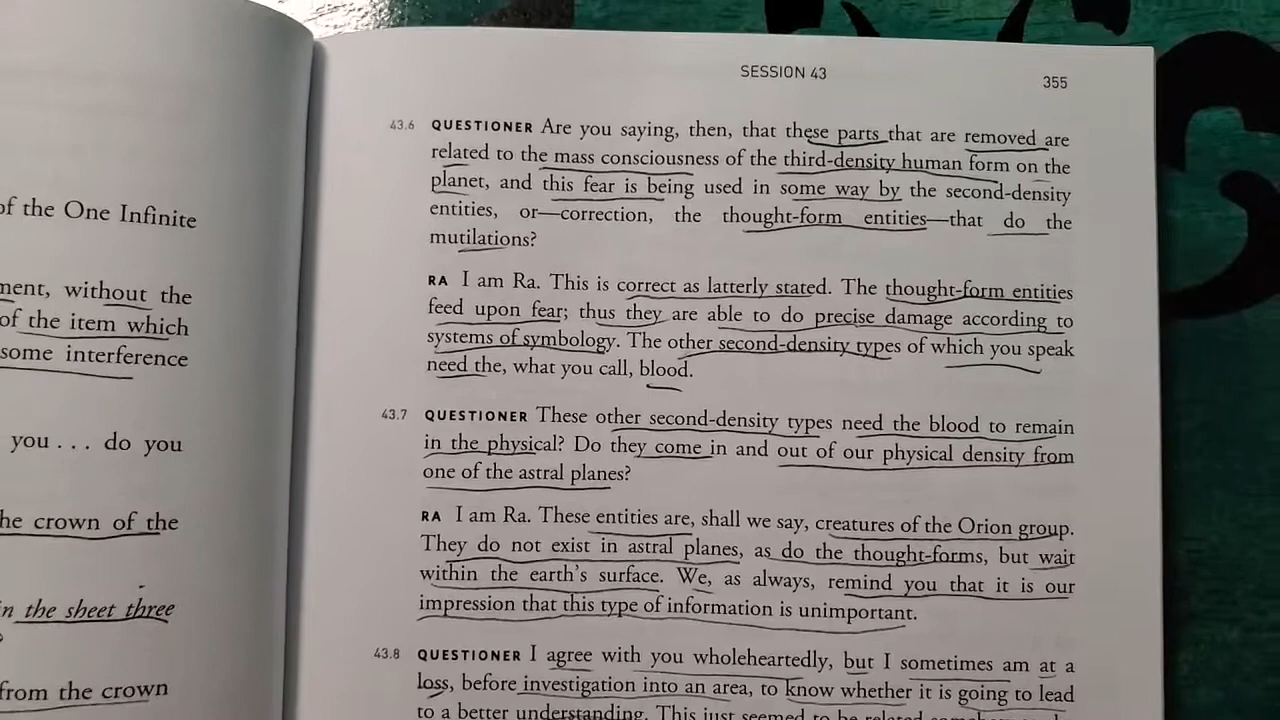 of the One Infinite
without the
of the item which
some interference
you . . . do you
the crown of the
in the sheet three
from the crown
SESSION 43
355
43.6 QUESTIONER Are you saying, then, that these parts that are removed are
related to the mass consciousness of the third-density human form on the
planet, and this fear is being used in some way by the second-density
entities, or—correction, the thought-form entities—that do the
mutilations?
RA I am Ra. This is correct as latterly stated. The thought-form entities
feed upon fear; thus they are able to do precise damage according to
systems of symbology. The other second-density types of which you speak
need the, what you call, blood.
43.7 QUESTIONER These other second-density types need the blood to remain
in the physical? Do they come in and out of our physical density from
one of the astral planes?
RA I am Ra. These entities are, shall we say, creatures of the Orion group.
They do not exist in astral planes, as do the thought-forms, but wait
within the earth's surface. We, as always, remind you that it is our
impression that this type of information is unimportant.
43.8 QUESTIONER I agree with you wholeheartedly, but I sometimes am at a
loss, before investigation into an area, to know whether it is going to lead
to a better understanding. This just seemed to be related